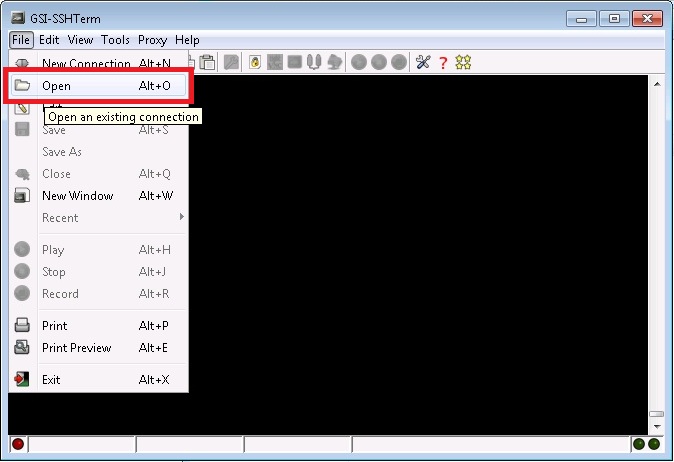 GSI-SSHTerm
File Edit View Tools Proxy Help
New Connection Alt+N
Open Alt+O
Edit
Open an existing connection
Save Alt+S
Save As
Close Alt+Q
New Window Alt+W
Recent
Play Alt+H
Stop Alt+J
Record Alt+R
Print Alt+P
Print Preview Alt+E
Exit Alt+X